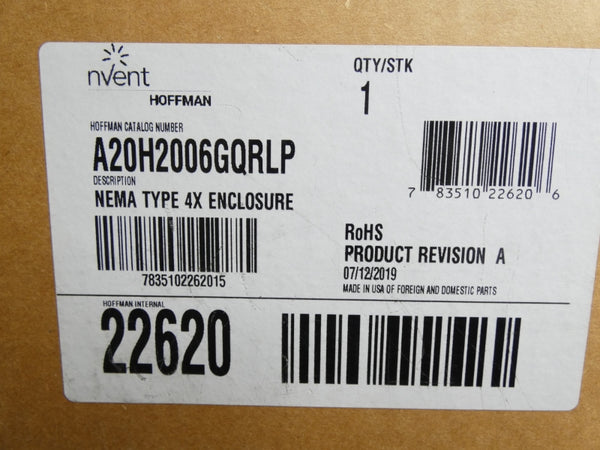 nvent
HOFFMAN
QTY/STK
1
HOFFMAN CATALOG NUMBER
A20H2006GQRLP
DESCRIPTION
NEMA TYPE 4X ENCLOSURE
7835102262015
7 83510 22620 6
RoHS
PRODUCT REVISION A
07/12/2019
MADE IN USA OF FOREIGN AND DOMESTIC PARTS
HOFFMAN INTERNAL
22620